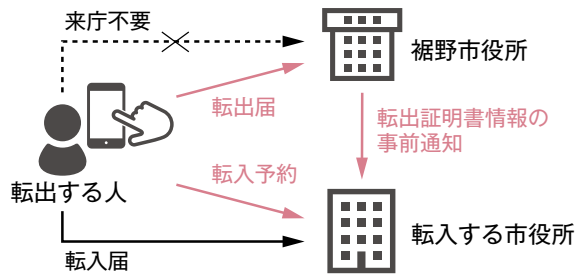 来庁不要
裾野市役所
転出届
転出証明書情報の
事前通知
転入予約
転出する人
転入する市役所
転入届